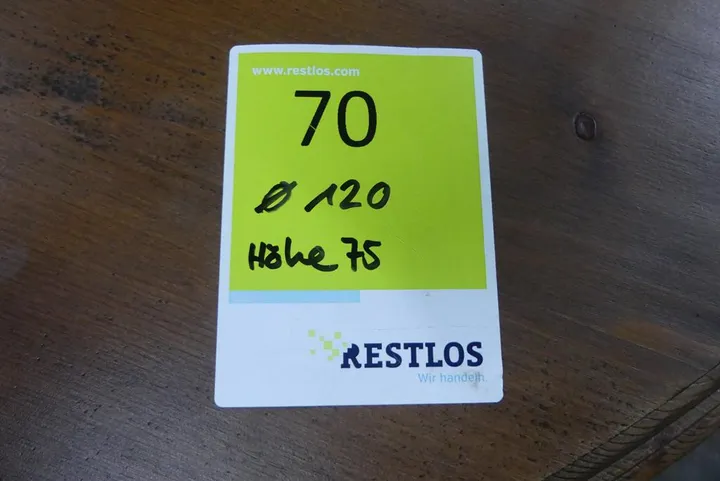 www.restlos.com
70
Ø 120
Höhe 75
RESTLOS
Wir handeln